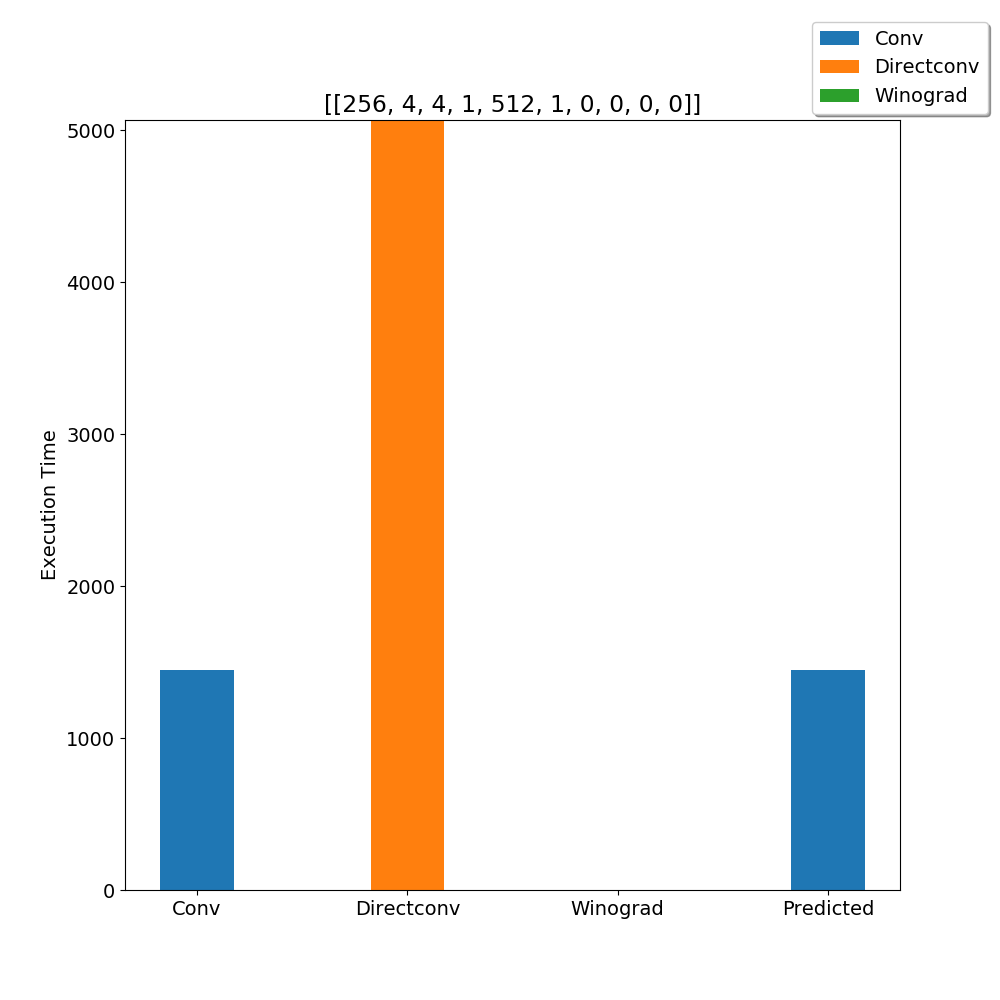 Conv
Directconv
Winograd
[[256, 4, 4, 1, 512, 1, 0, 0, 0, 0]]
5000
4000
3000
2000
1000
0
Execution Time
Conv
Directconv
Winograd
Predicted